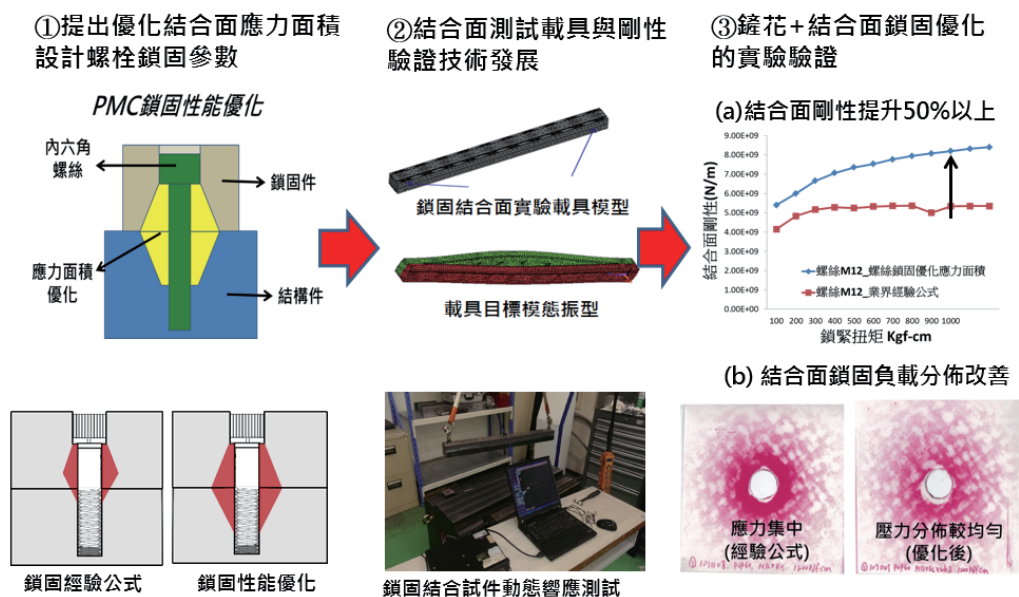 ①提出優化結合面應力面積
設計螺栓鎖固參數
PMC鎖固性能優化
內六角
螺絲
鎖固件
應力面積
優化
結構件
鎖固經驗公式
鎖固性能優化
②結合面測試載具與剛性
驗證技術發展
鎖固結合面實驗載具模型
載具目標模態振型
鎖固結合試件動態響應測試
③鏟花+結合面鎖固優化
的實驗驗證
(a)結合面剛性提升50%以上
結合面剛性(N/m)
9.00E+09
8.00E+09
7.00E+09
6.00E+09
5.00E+09
4.00E+09
3.00E+09
2.00E+09
1.00E+09
0.00E+00
螺絲M12_螺絲鎖固優化應力面積
螺絲M12_業界經驗公式
100 200 300 400 500 600 700 800 900 1000
鎖緊扭矩 Kgf-cm
(b) 結合面鎖固負載分佈改善
應力集中
(經驗公式)
壓力分佈較均勻
(優化後)